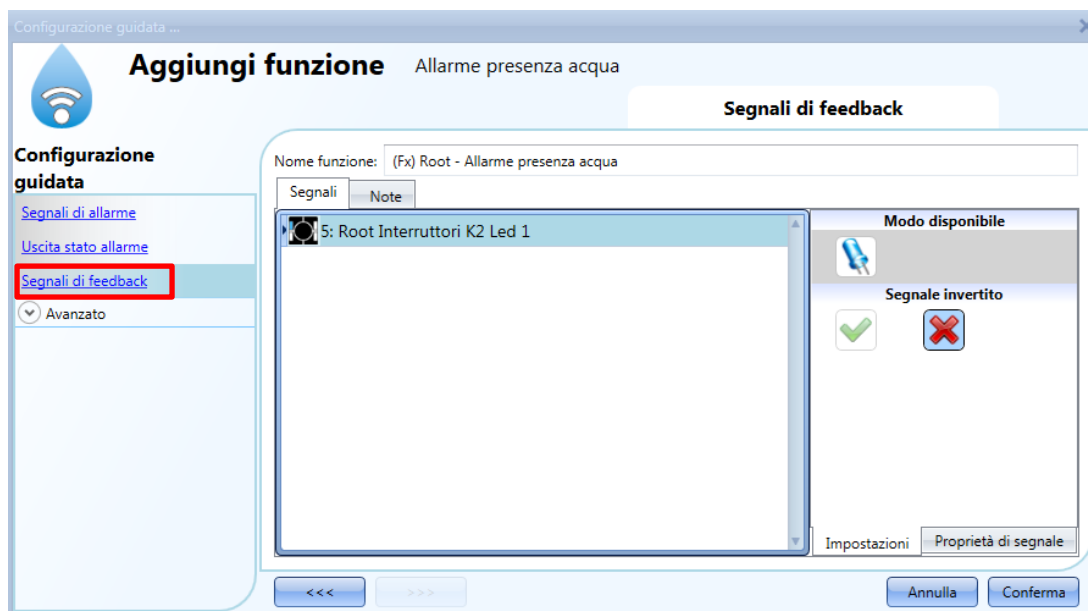 Configurazione guidata ...
Aggiungi funzione Allarme presenza acqua
Segnali di feedback
Configurazione
guidata
Segnali di allarme
Uscita stato allarme
Segnali di feedback
Avanzato
Nome funzione: (Fx) Root - Allarme presenza acqua
Segnali Note
5: Root Interruttori K2 Led 1
Modo disponibile
Segnale invertito
Impostazioni Proprietà di segnale
<<< >>> Annulla Conferma